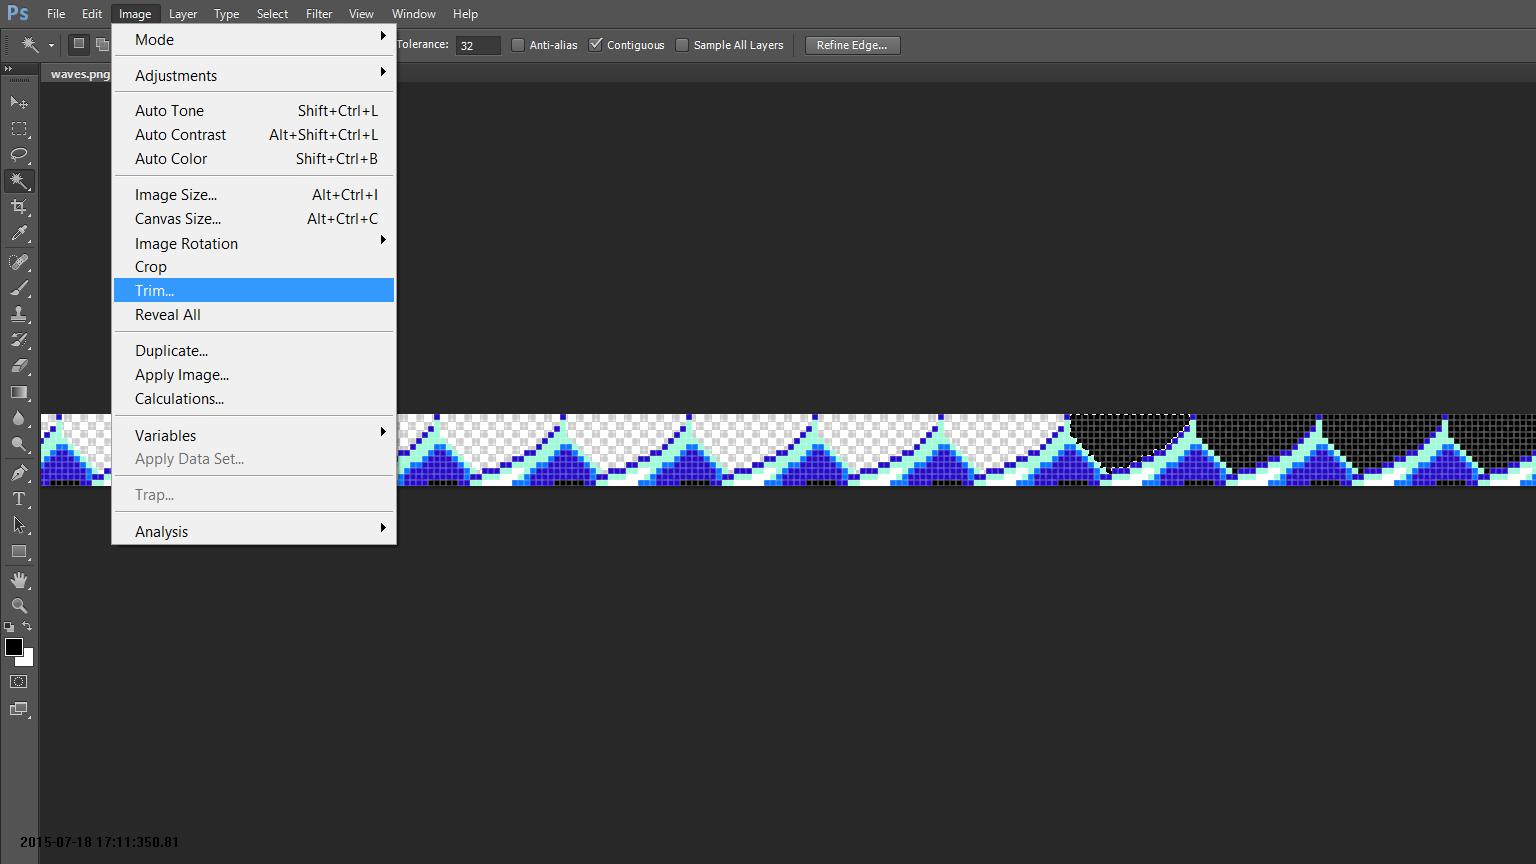 Ps File Edit Image Layer Type Select Filter View Window Help
Tolerance: 32 Anti-alias Contiguous Sample All Layers Refine Edge...
waves.png
Mode
Adjustments
Auto Tone Shift+Ctrl+L
Auto Contrast Alt+Shift+Ctrl+L
Auto Color Shift+Ctrl+B
Image Size... Alt+Ctrl+I
Canvas Size... Alt+Ctrl+C
Image Rotation
Crop
Trim...
Reveal All
Duplicate...
Apply Image...
Calculations...
Variables
Apply Data Set...
Trap...
Analysis
T
2015-07-18 17:11:350.81